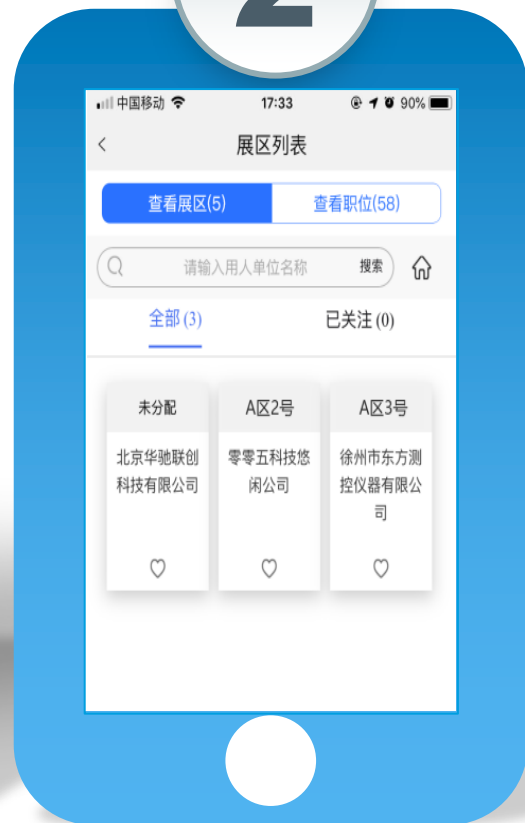 2
中国移动 17:33 90%
展区列表
查看展区(5) 查看职位(58)
请输入用人单位名称 搜索
全部 (3) 已关注 (0)
未分配 A区2号 A区3号
北京华驰联创 零零五科技悠 徐州市东方测
科技有限公司 闲公司 控仪器有限公
司